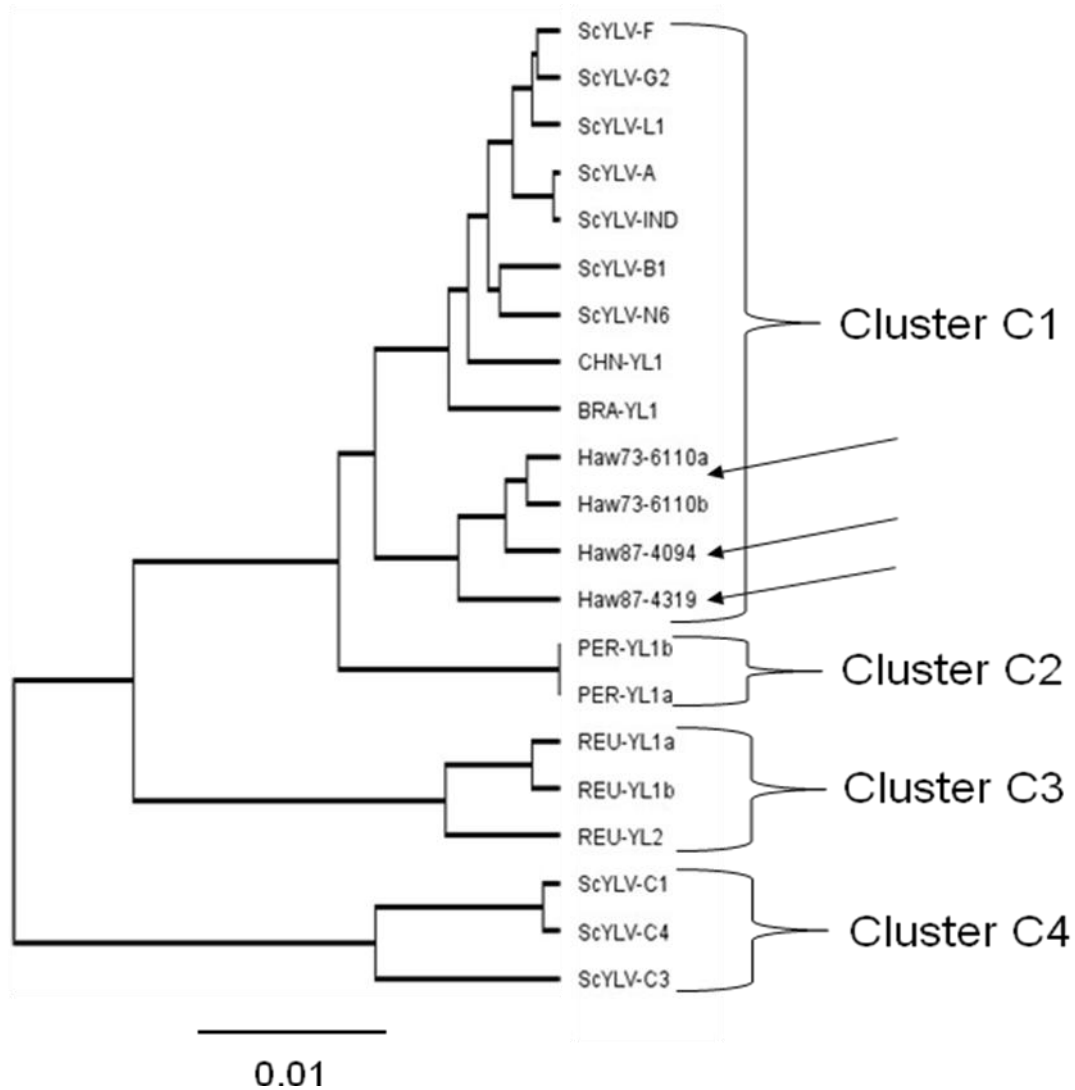 ScYLV-F
ScYLV-G2
ScYLV-L1
ScYLV-A
ScYLV-IND
ScYLV-B1
ScYLV-N6
CHN-YL1
BRA-YL1
Haw73-6110a
Haw73-6110b
Haw87-4094
Haw87-4319
Cluster C1
PER-YL1b
PER-YL1a
Cluster C2
REU-YL1a
REU-YL1b
REU-YL2
Cluster C3
ScYLV-C1
ScYLV-C4
ScYLV-C3
Cluster C4
0.01